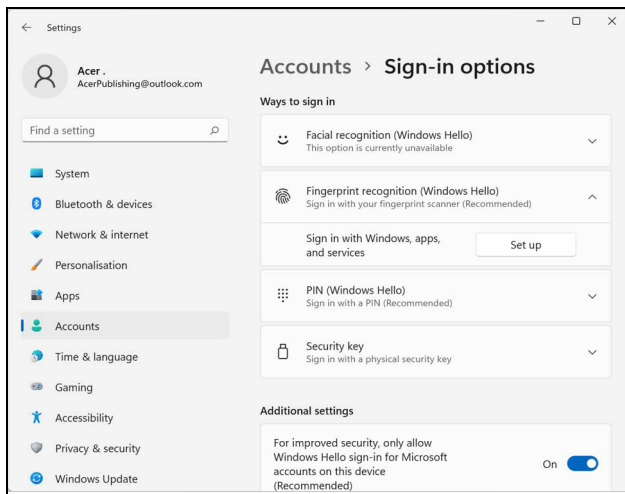 Settings
Acer .
AcerPublishing@outlook.com
Find a setting
System
Bluetooth & devices
Network & internet
Personalisation
Apps
Accounts
Time & language
Gaming
Accessibility
Privacy & security
Windows Update
Accounts > Sign-in options
Ways to sign in
Facial recognition (Windows Hello)
This option is currently unavailable
Fingerprint recognition (Windows Hello)
Sign in with your fingerprint scanner (Recommended)
Sign in with Windows, apps,
and services
Set up
PIN (Windows Hello)
Sign in with a PIN (Recommended)
Security key
Sign in with a physical security key
Additional settings
For improved security, only allow
Windows Hello sign-in for Microsoft
accounts on this device
(Recommended)
On